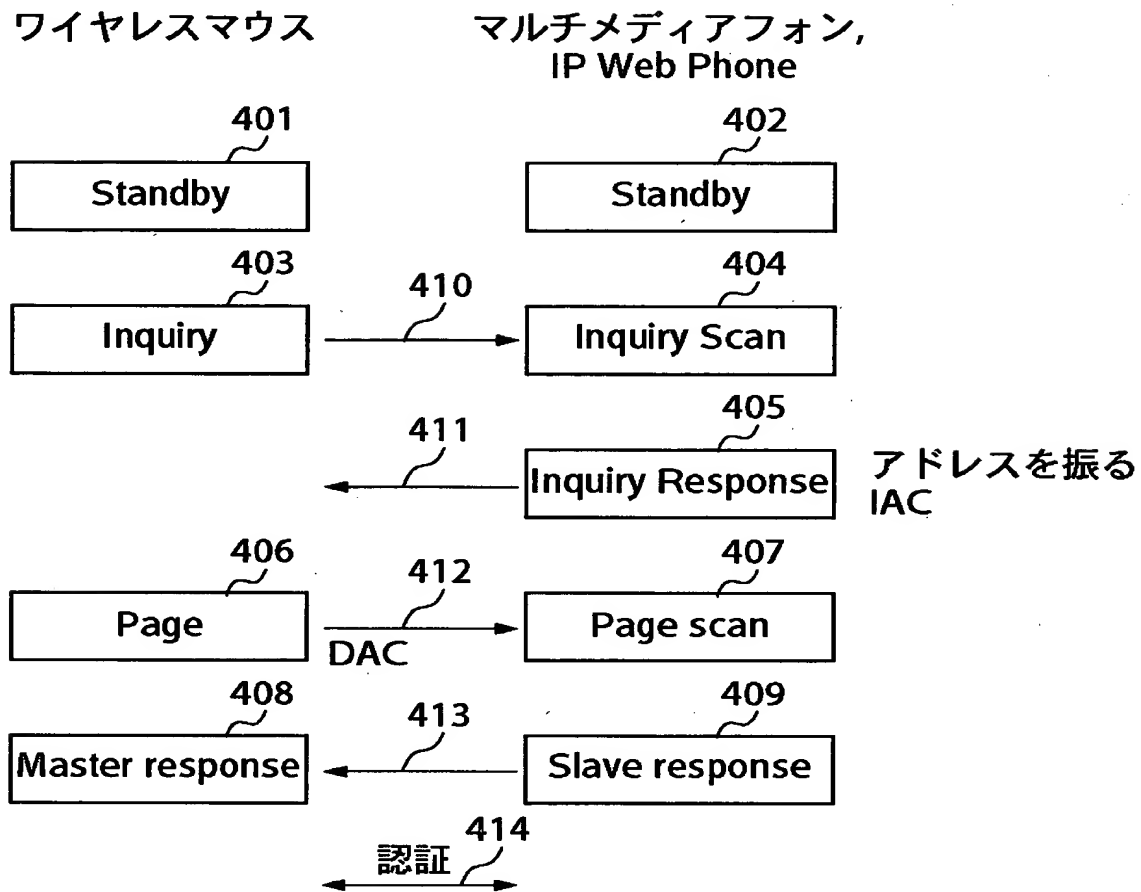 ワイヤレスマウス
マルチメディアフォン,
IP Web Phone
401
402
Standby
Standby
403
410
404
Inquiry
Inquiry Scan
411
405
Inquiry Response
アドレスを振る
IAC
406
412
407
Page
DAC
Page scan
408
413
409
Master response
Slave response
認証
414